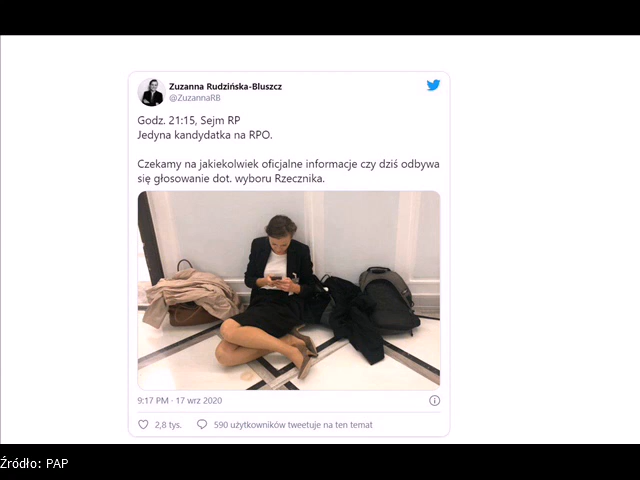 Zuzanna Rudzińska-Bluszcz
@ZuzannaRB
Godz. 21:15, Sejm RP
Jedyna kandydatka na RPO.
Czekamy na jakiekolwiek oficjalne informacje czy dziś odbywa
się głosowanie dot. wyboru Rzecznika.
9:17 PM · 17 wrz 2020
2,8 tys.
590 użytkowników tweetuje na ten temat
Źródło: PAP